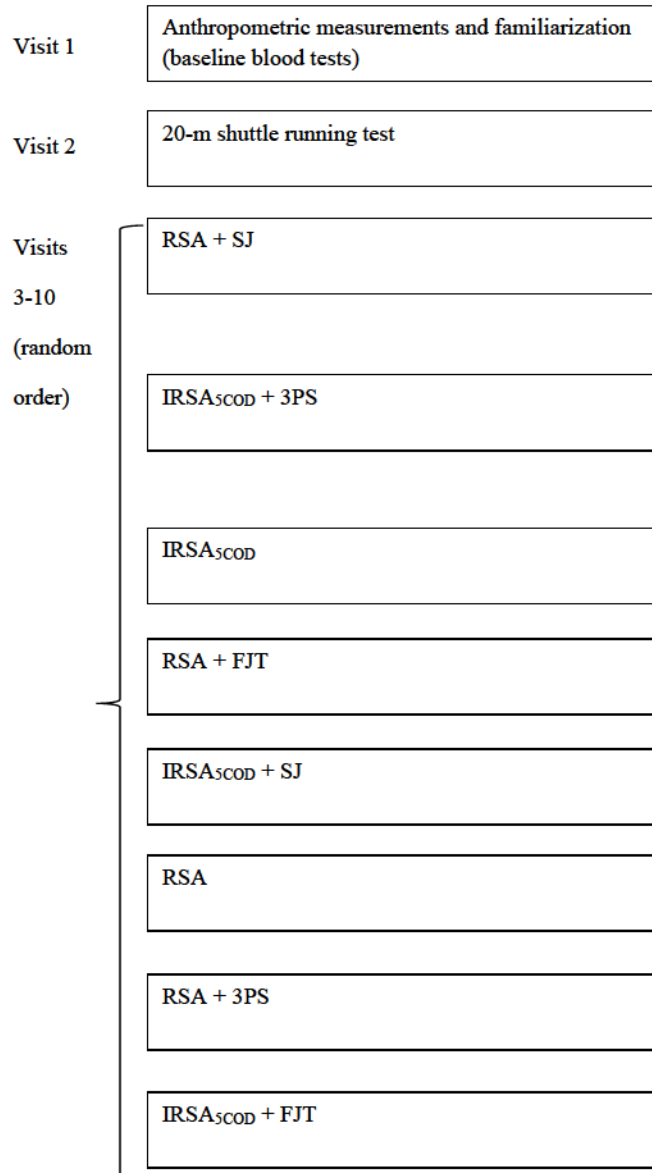 Visit 1
Anthropometric measurements and familiarization
(baseline blood tests)
Visit 2
20-m shuttle running test
Visits
3-10
(random
order)
RSA + SJ
IRSA5COD + 3PS
IRSA5COD
RSA + FJT
IRSA5COD + SJ
RSA
RSA + 3PS
IRSA5COD + FJT